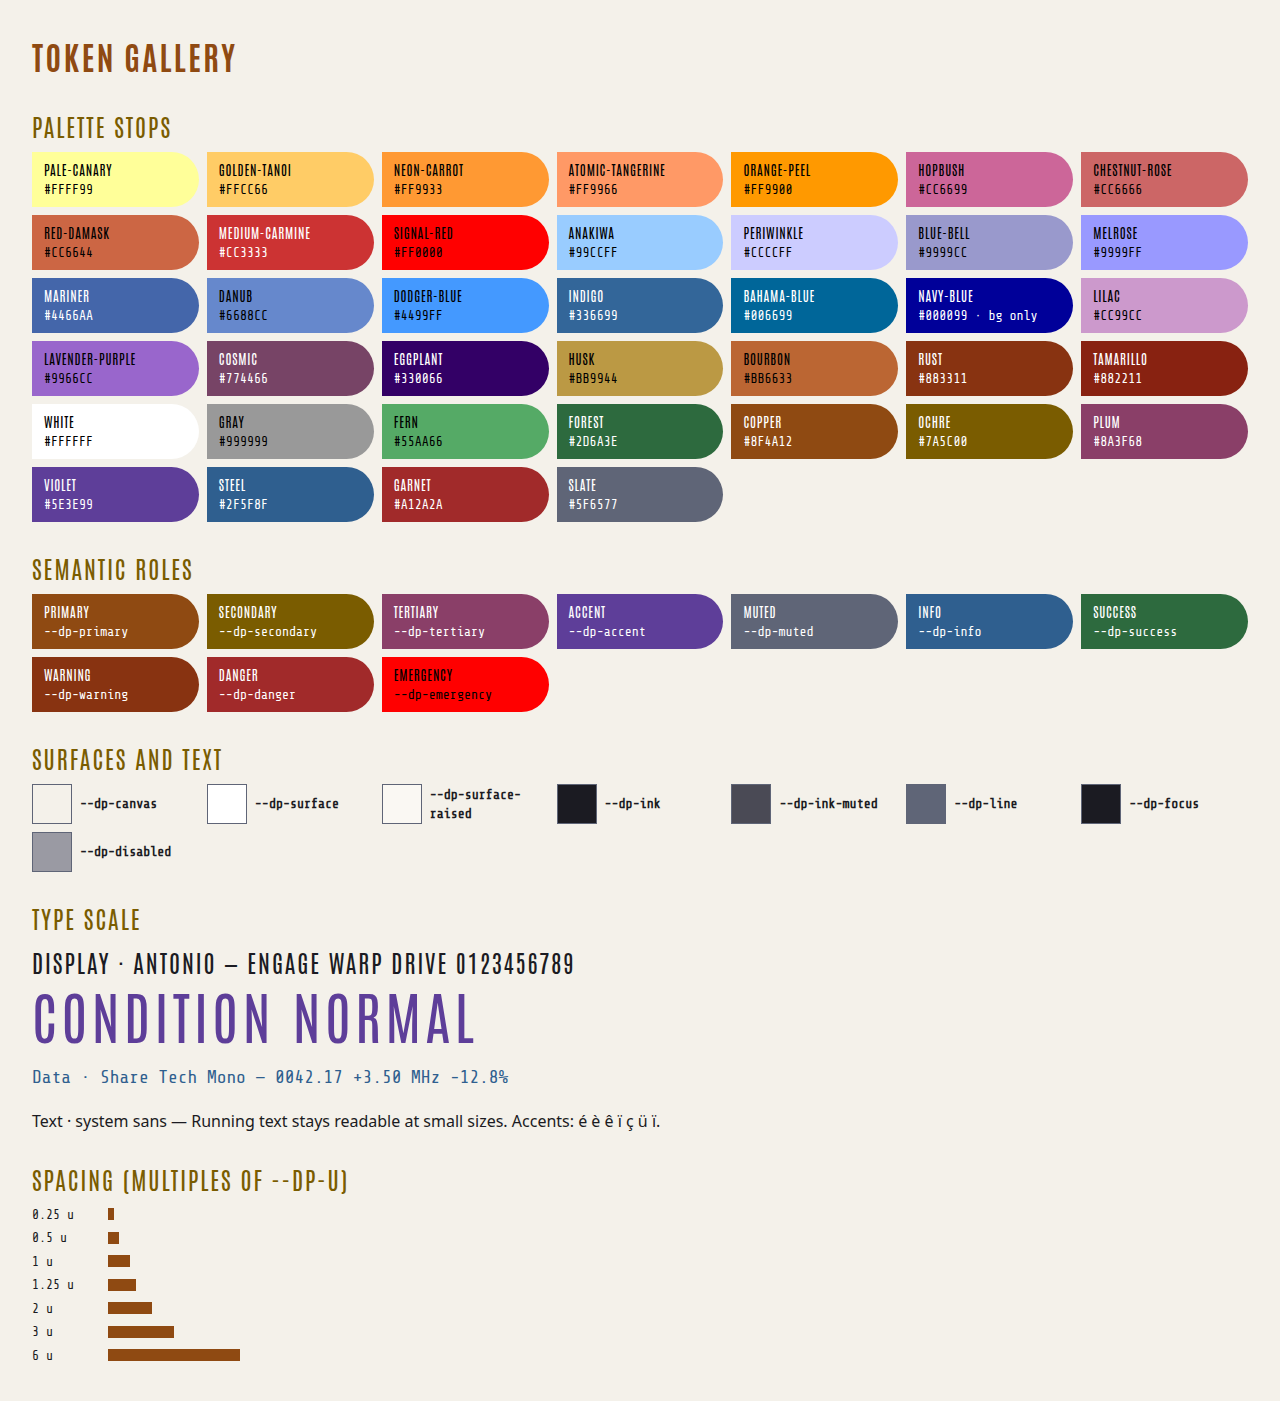 TOKEN GALLERY
PALETTE STOPS
PALE-CANARY
#FFFF99
GOLDEN-TANOI
#FFCC66
NEON-CARROT
#FF9933
ATOMIC-TANGERINE
#FF9966
ORANGE-PEEL
#FF9900
HOPBUSH
#CC6699
CHESTNUT-ROSE
#CC6666
RED-DAMASK
#CC6644
MEDIUM-CARMINE
#CC3333
SIGNAL-RED
#FF0000
ANAKIWA
#99CCFF
PERIWINKLE
#CCCCFF
BLUE-BELL
#9999CC
MELROSE
#9999FF
MARINER
#4466AA
DANUB
#6688CC
DODGER-BLUE
#4499FF
INDIGO
#336699
BAHAMA-BLUE
#006699
NAVY-BLUE
#000099 · bg only
LILAC
#CC99CC
LAVENDER-PURPLE
#9966CC
COSMIC
#774466
EGGPLANT
#330066
HUSK
#BB9944
BOURBON
#BB6633
RUST
#883311
TAMARILLO
#882211
WHITE
#FFFFFF
GRAY
#999999
FERN
#55AA66
FOREST
#2D6A3E
COPPER
#8F4A12
OCHRE
#7A5C00
PLUM
#8A3F68
VIOLET
#5E3E99
STEEL
#2F5F8F
GARNET
#A12A2A
SLATE
#5F6577
SEMANTIC ROLES
PRIMARY
--dp-primary
SECONDARY
--dp-secondary
TERTIARY
--dp-tertiary
ACCENT
--dp-accent
MUTED
--dp-muted
INFO
--dp-info
SUCCESS
--dp-success
WARNING
--dp-warning
DANGER
--dp-danger
EMERGENCY
--dp-emergency
SURFACES AND TEXT
--dp-canvas
--dp-surface
--dp-surface-
raised
--dp-ink
--dp-ink-muted
--dp-line
--dp-focus
--dp-disabled
TYPE SCALE
DISPLAY · ANTONIO — ENGAGE WARP DRIVE 0123456789
CONDITION NORMAL
Data · Share Tech Mono — 0042.17 +3.50 MHz −12.8%
Text · system sans — Running text stays readable at small sizes. Accents: é è ê ï ç ü ï.
SPACING (MULTIPLES OF --DP-U)
0.25 u
0.5 u
1 u
1.25 u
2 u
3 u
6 u